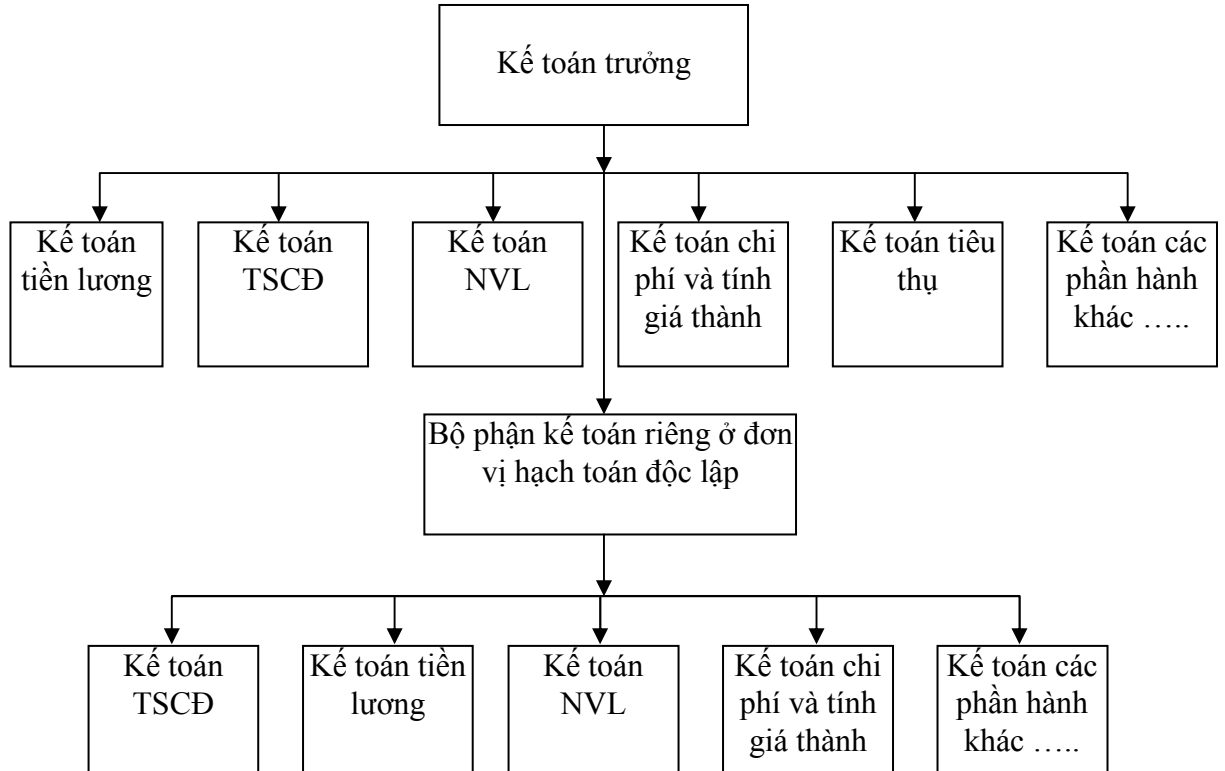 Kế toán trưởng
Kế toán
tiền lương
Kế toán
TSCĐ
Kế toán
NVL
Kế toán chi
phí và tính
giá thành
Kế toán tiêu
thụ
Kế toán các
phần hành
khác …..
Bộ phận kế toán riêng ở đơn
vị hạch toán độc lập
Kế toán
TSCĐ
Kế toán tiền
lương
Kế toán
NVL
Kế toán chi
phí và tính
giá thành
Kế toán các
phần hành
khác …..